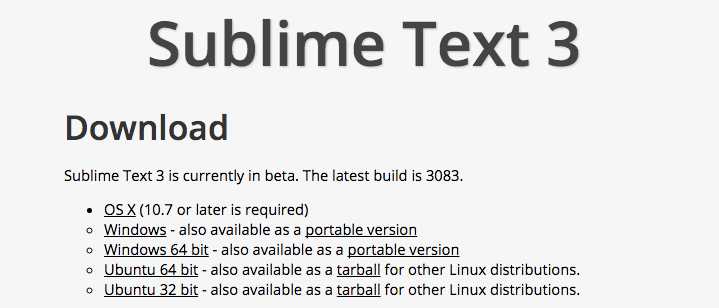 Sublime Text 3
Download
Sublime Text 3 is currently in beta. The latest build is 3083.
OS X (10.7 or later is required)
Windows - also available as a portable version
Windows 64 bit - also available as a portable version
Ubuntu 64 bit - also available as a tarball for other Linux distributions.
Ubuntu 32 bit - also available as a tarball for other Linux distributions.